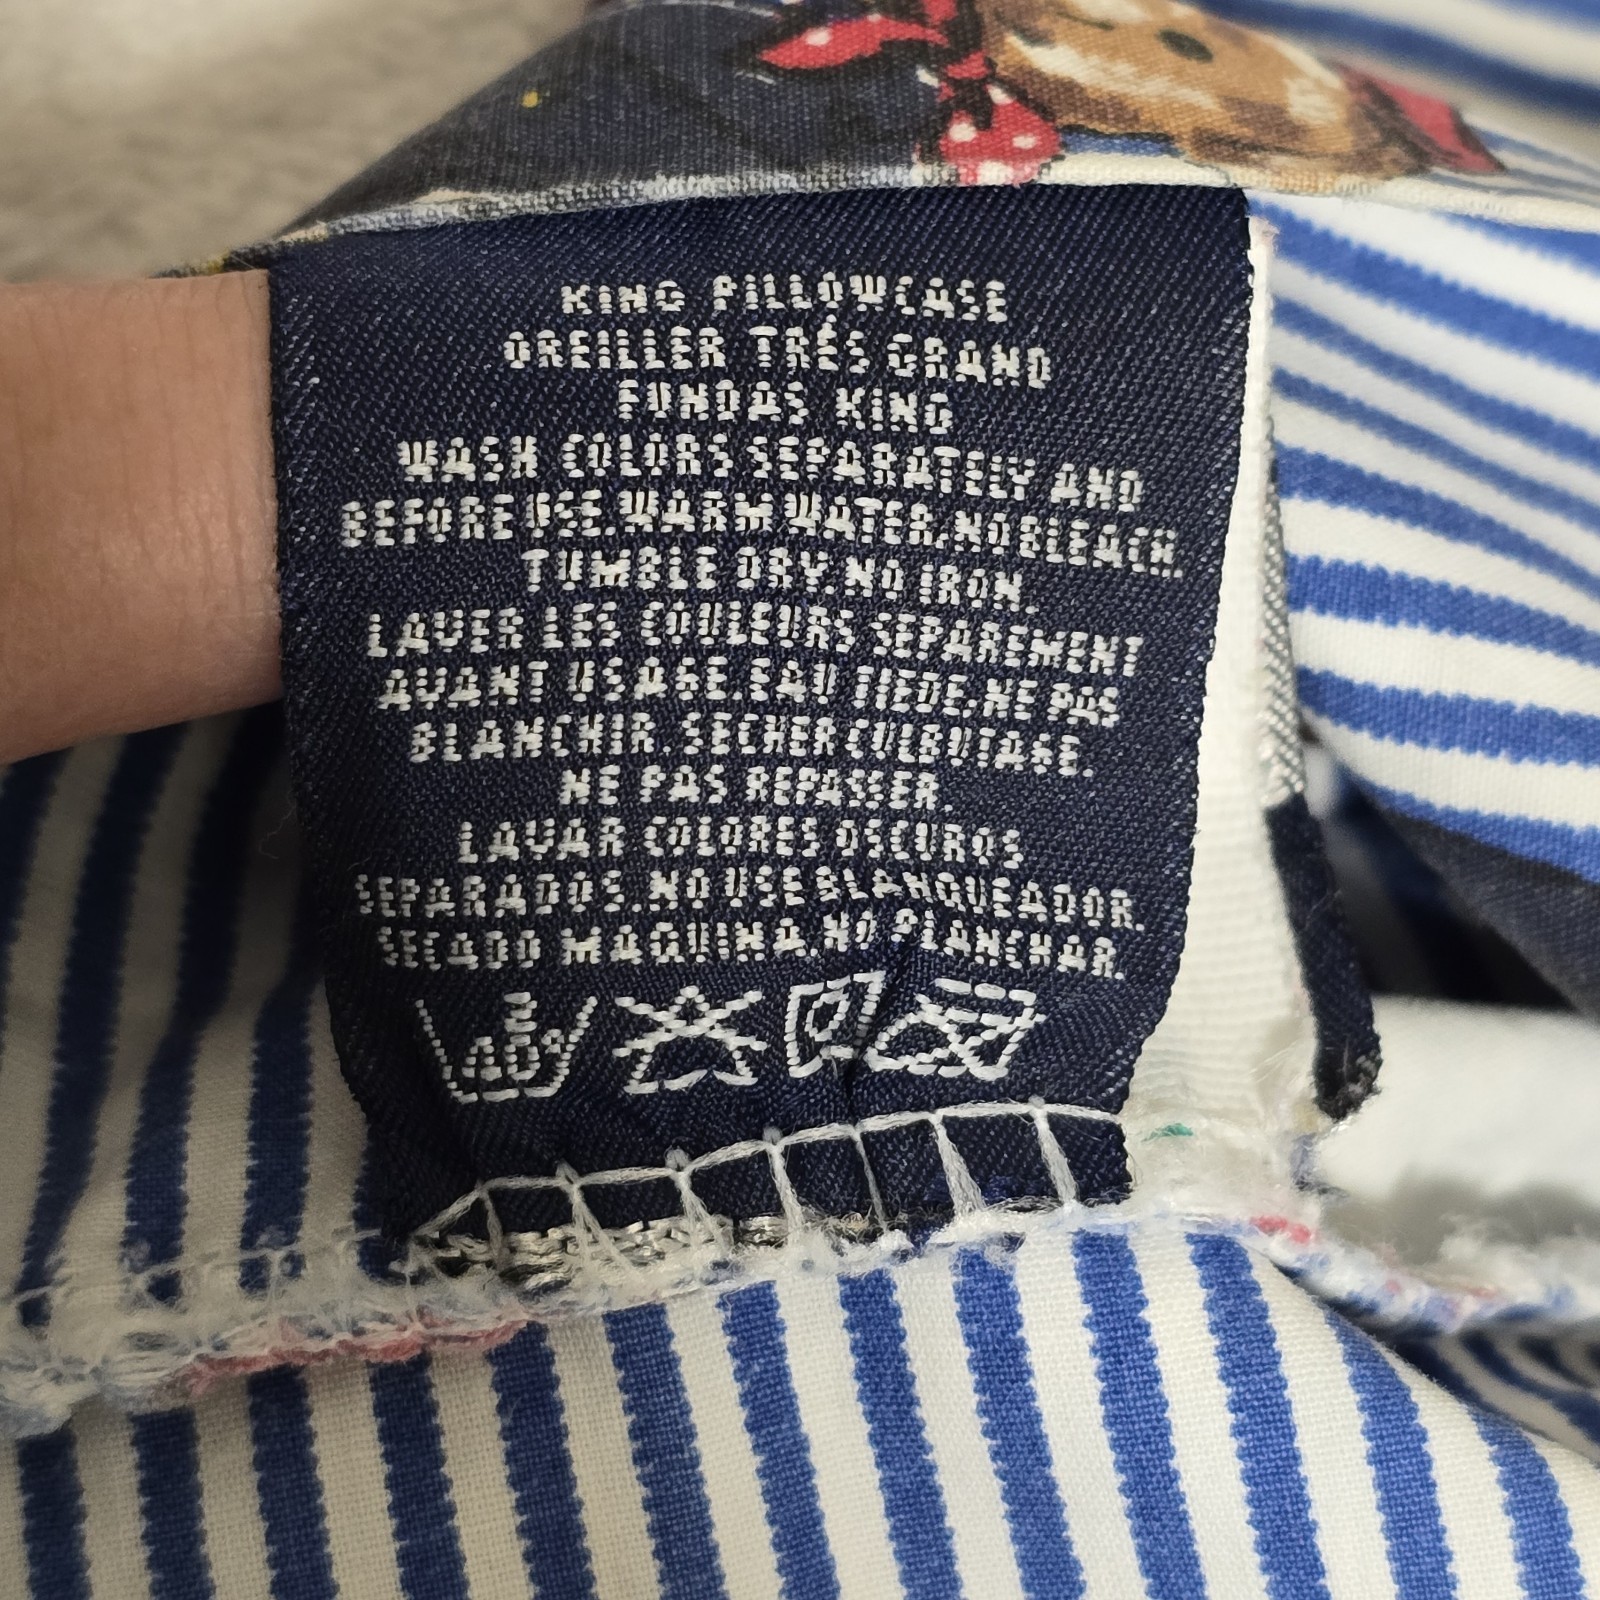 KING PILLOWCASE
OREILLER TRÉS GRAND
FUNDAS KING
WASH COLORS SEPARATELY AND
BEFORE USE.WARM WATER.NO BLEACH.
TUMBLE DRY.NO IRON.
LAVER LES COULEURS SEPAREMENT
AVANT USAGE.EAU TIEDE.NE PAS
BLANCHIR.SECHER CULBUTAGE.
NE PAS REPASSER.
LAVAR COLORES OSCUROS
SEPARADOS.NO USE BLANQUEADOR.
SECADO MAQUINA.NO PLANCHAR.
40°